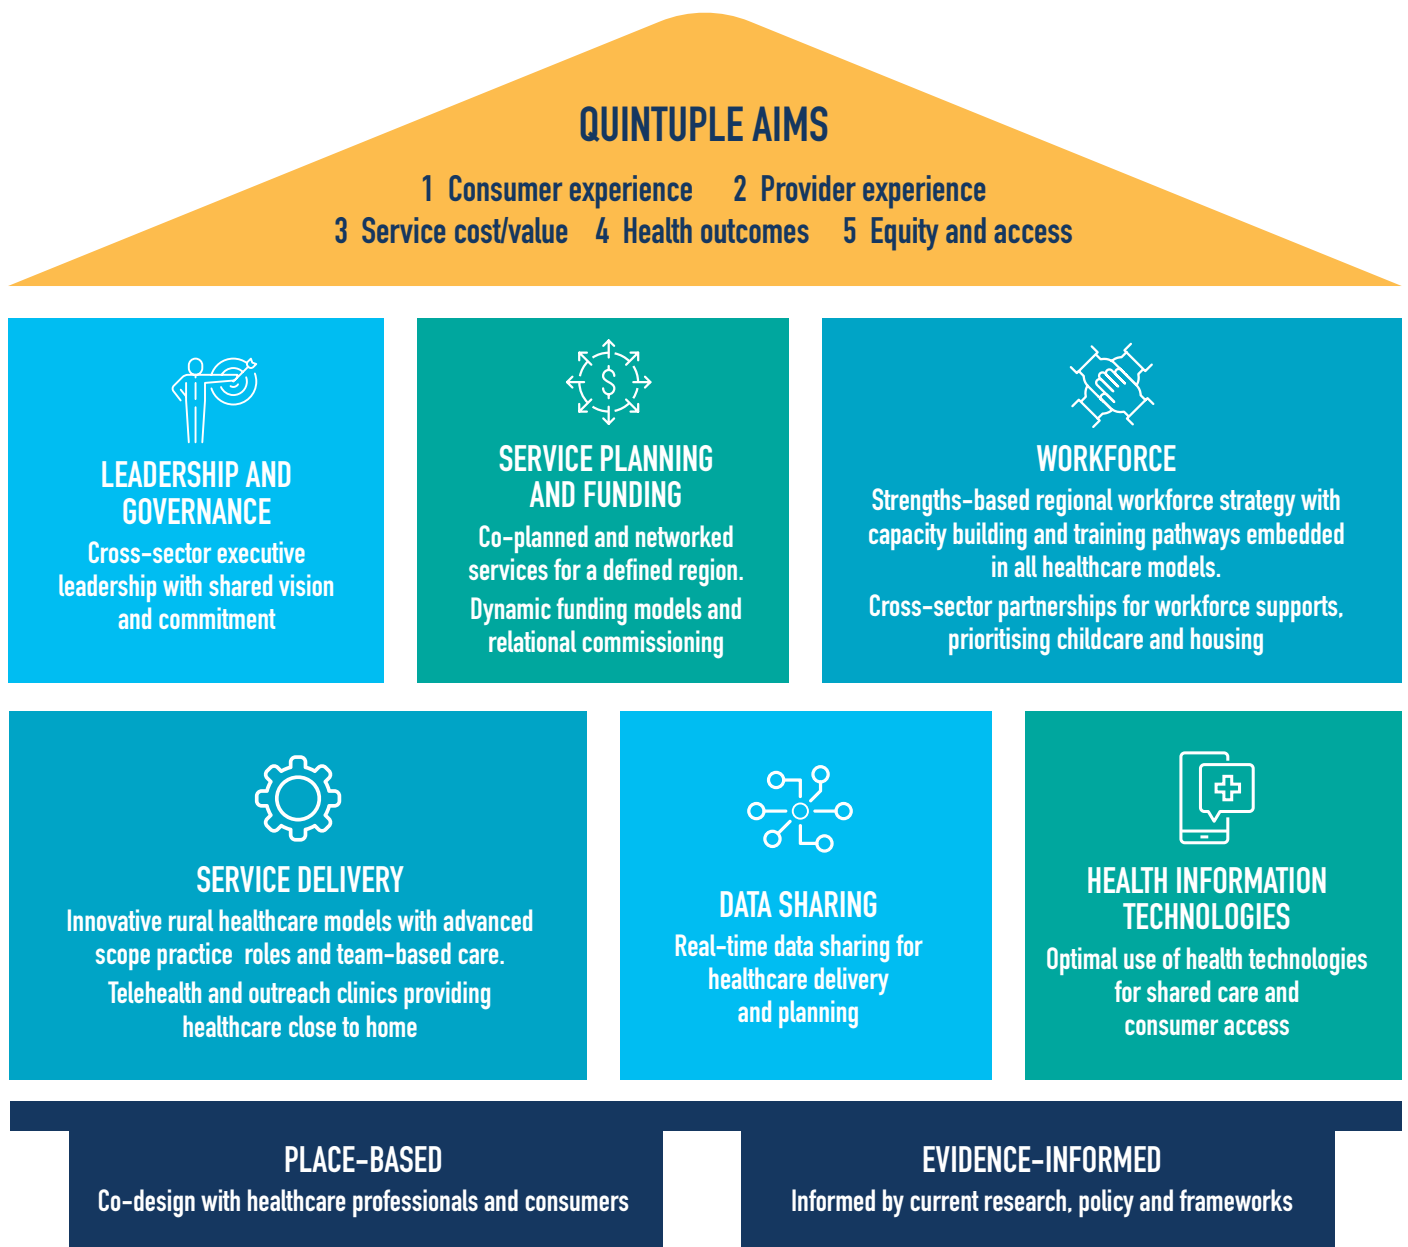 QUINTUPLE AIMS
1 Consumer experience 2 Provider experience
3 Service cost/value 4 Health outcomes 5 Equity and access
LEADERSHIP AND
GOVERNANCE
Cross-sector executive
leadership with shared vision
and commitment
$
SERVICE PLANNING
AND FUNDING
Co-planned and networked
services for a defined region.
Dynamic funding models and
relational commissioning
WORKFORCE
Strengths-based regional workforce strategy with
capacity building and training pathways embedded
in all healthcare models.
Cross-sector partnerships for workforce supports,
prioritising childcare and housing
SERVICE DELIVERY
Innovative rural healthcare models with advanced
scope practice roles and team-based care.
Telehealth and outreach clinics providing
healthcare close to home
DATA SHARING
Real-time data sharing for
healthcare delivery
and planning
HEALTH INFORMATION
TECHNOLOGIES
Optimal use of health technologies
for shared care and
consumer access
PLACE-BASED
Co-design with healthcare professionals and consumers
EVIDENCE-INFORMED
Informed by current research, policy and frameworks